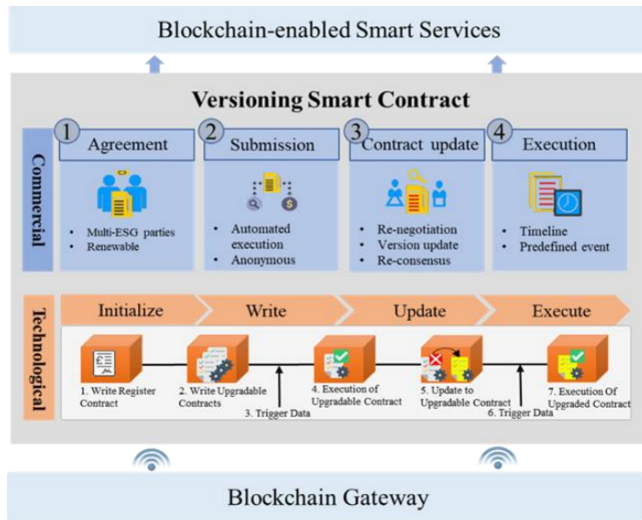 Blockchain-enabled Smart Services
Versioning Smart Contract
Commercial
1
Agreement
• Multi-ESG parties
• Renewable
2
Submission
• Automated
execution
• Anonymous
3
Contract update
• Re-negotiation
• Version update
• Re-consensus
4
Execution
• Timeline
• Predefined event
Technological
Initialize
Write
Update
Execute
1. Write Register
Contract
2. Write Upgradable
Contracts
3. Trigger Data
4. Execution of
Upgradable Contract
5. Update to
Upgradable Contract
6. Trigger Data
7. Execution Of
Upgraded Contract
Blockchain Gateway